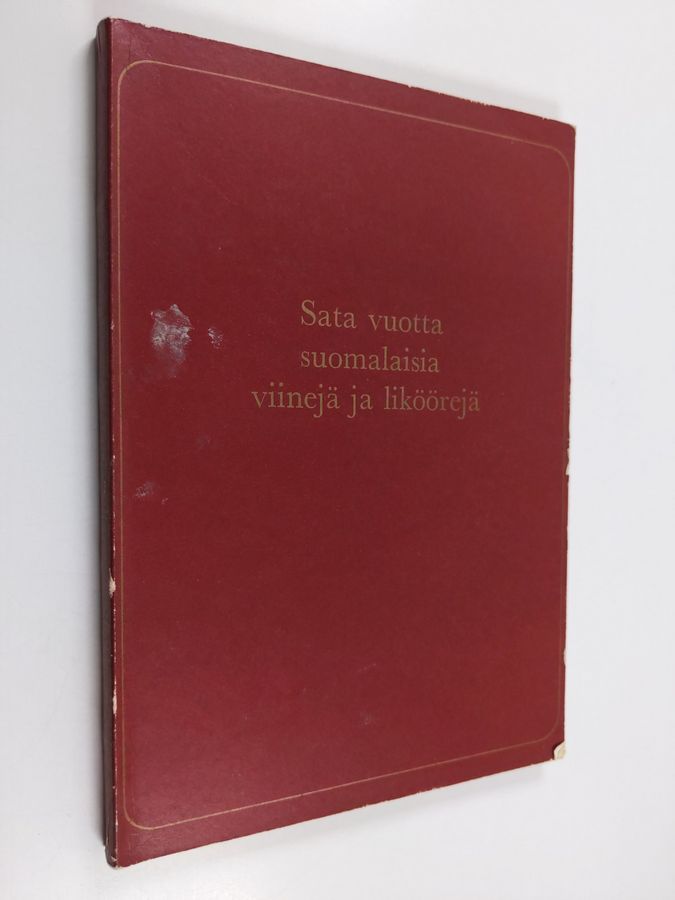 Sata vuotta
suomalaisia
viinejä ja liköörejä